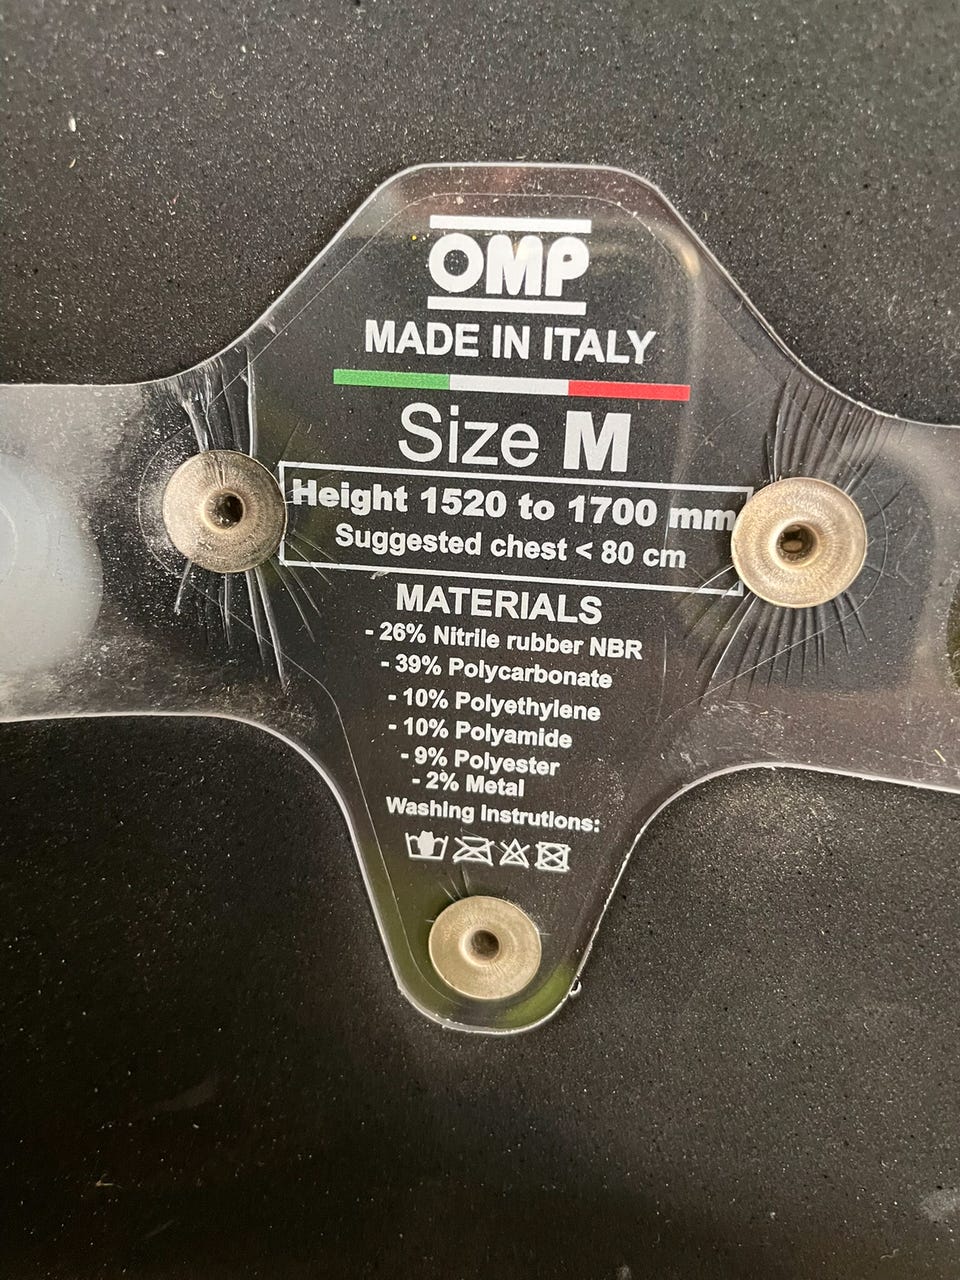 OMP
MADE IN ITALY
Size M
Height 1520 to 1700 mm
Suggested chest < 80 cm
MATERIALS
- 26% Nitrile rubber NBR
- 39% Polycarbonate
- 10% Polyethylene
- 10% Polyamide
- 9% Polyester
- 2% Metal
Washing Instrutions: